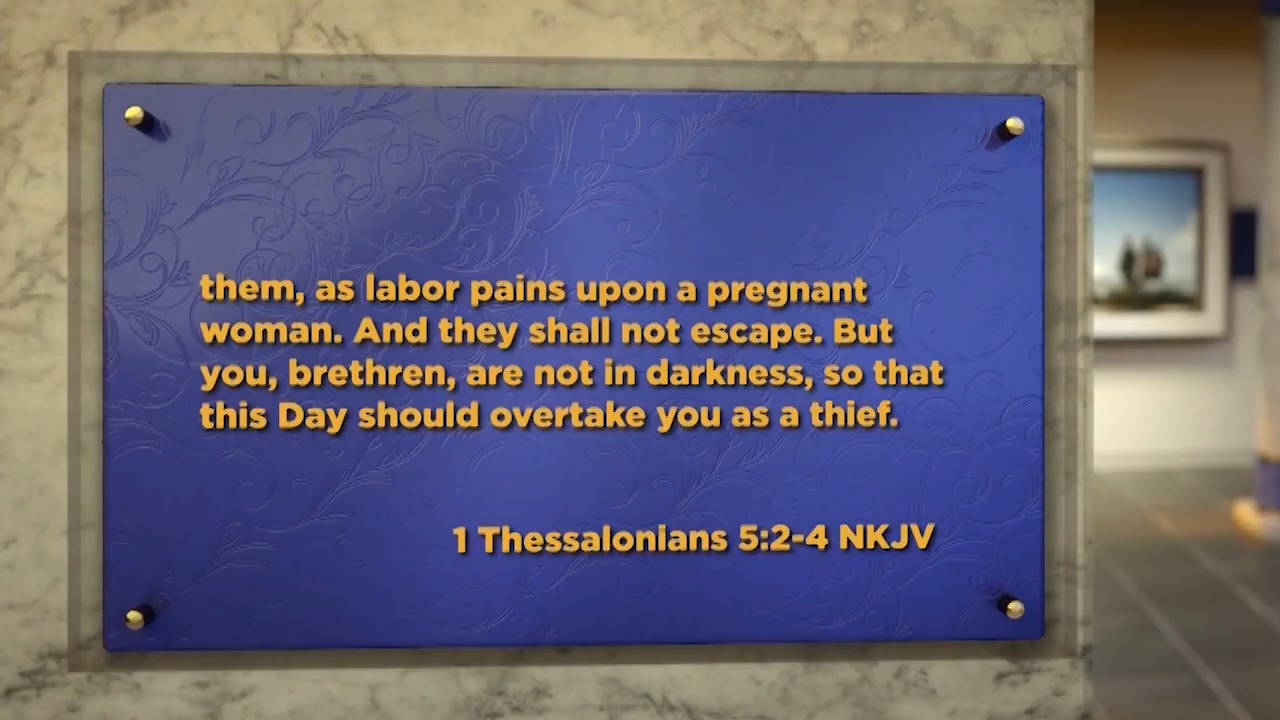 them, as labor pains upon a pregnant
woman. And they shall not escape. But
you, brethren, are not in darkness, so that
this Day should overtake you as a thief.
1 Thessalonians 5:2-4 NKJV